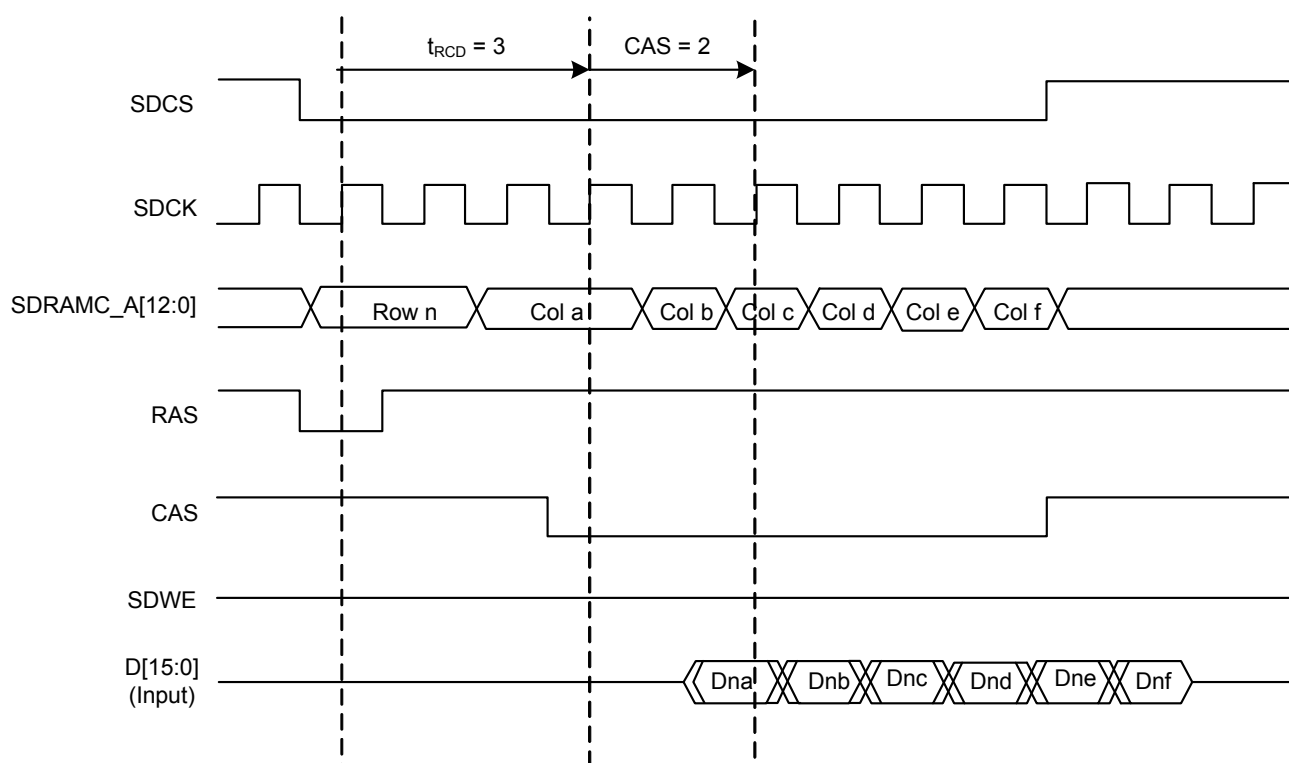 t_RCD = 3 CAS = 2
SDCS
SDCK
SDRAMC_A[12:0] Row n Col a Col b Col c Col d Col e Col f
RAS
CAS
SDWE
D[15:0]
(Input)
Dna Dnb Dnc Dnd Dne Dnf